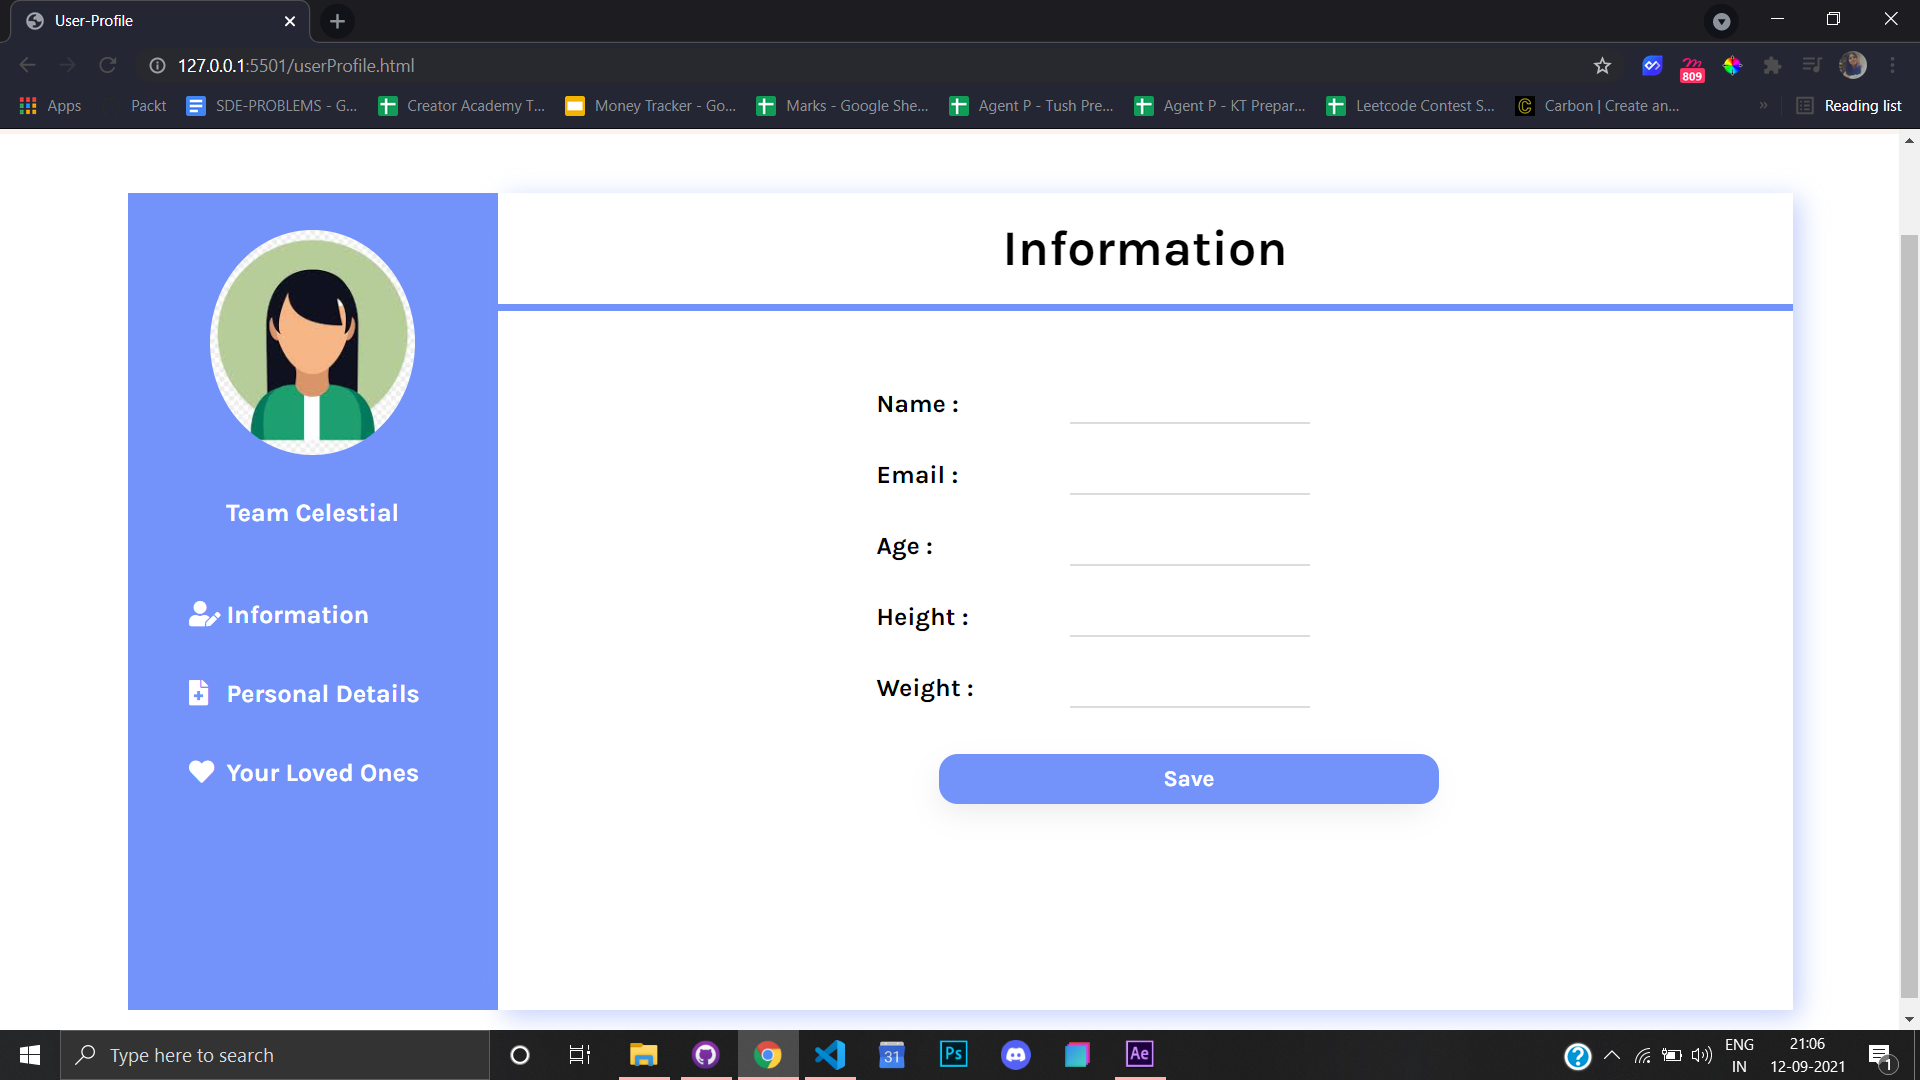 User-Profile
127.0.0.1:5501/userProfile.html
809
Apps Packt SDE-PROBLEMS - G... Creator Academy T... Money Tracker - Go... Marks - Google She... Agent P - Tush Pre... Agent P - KT Prepar... Leetcode Contest S... Carbon | Create an... » Reading list
Information
Team Celestial
Information
Personal Details
Your Loved Ones
Name :
Email :
Age :
Height :
Weight :
Save
Type here to search
31
Ps
Ae
ENG
IN
21:06
12-09-2021
1